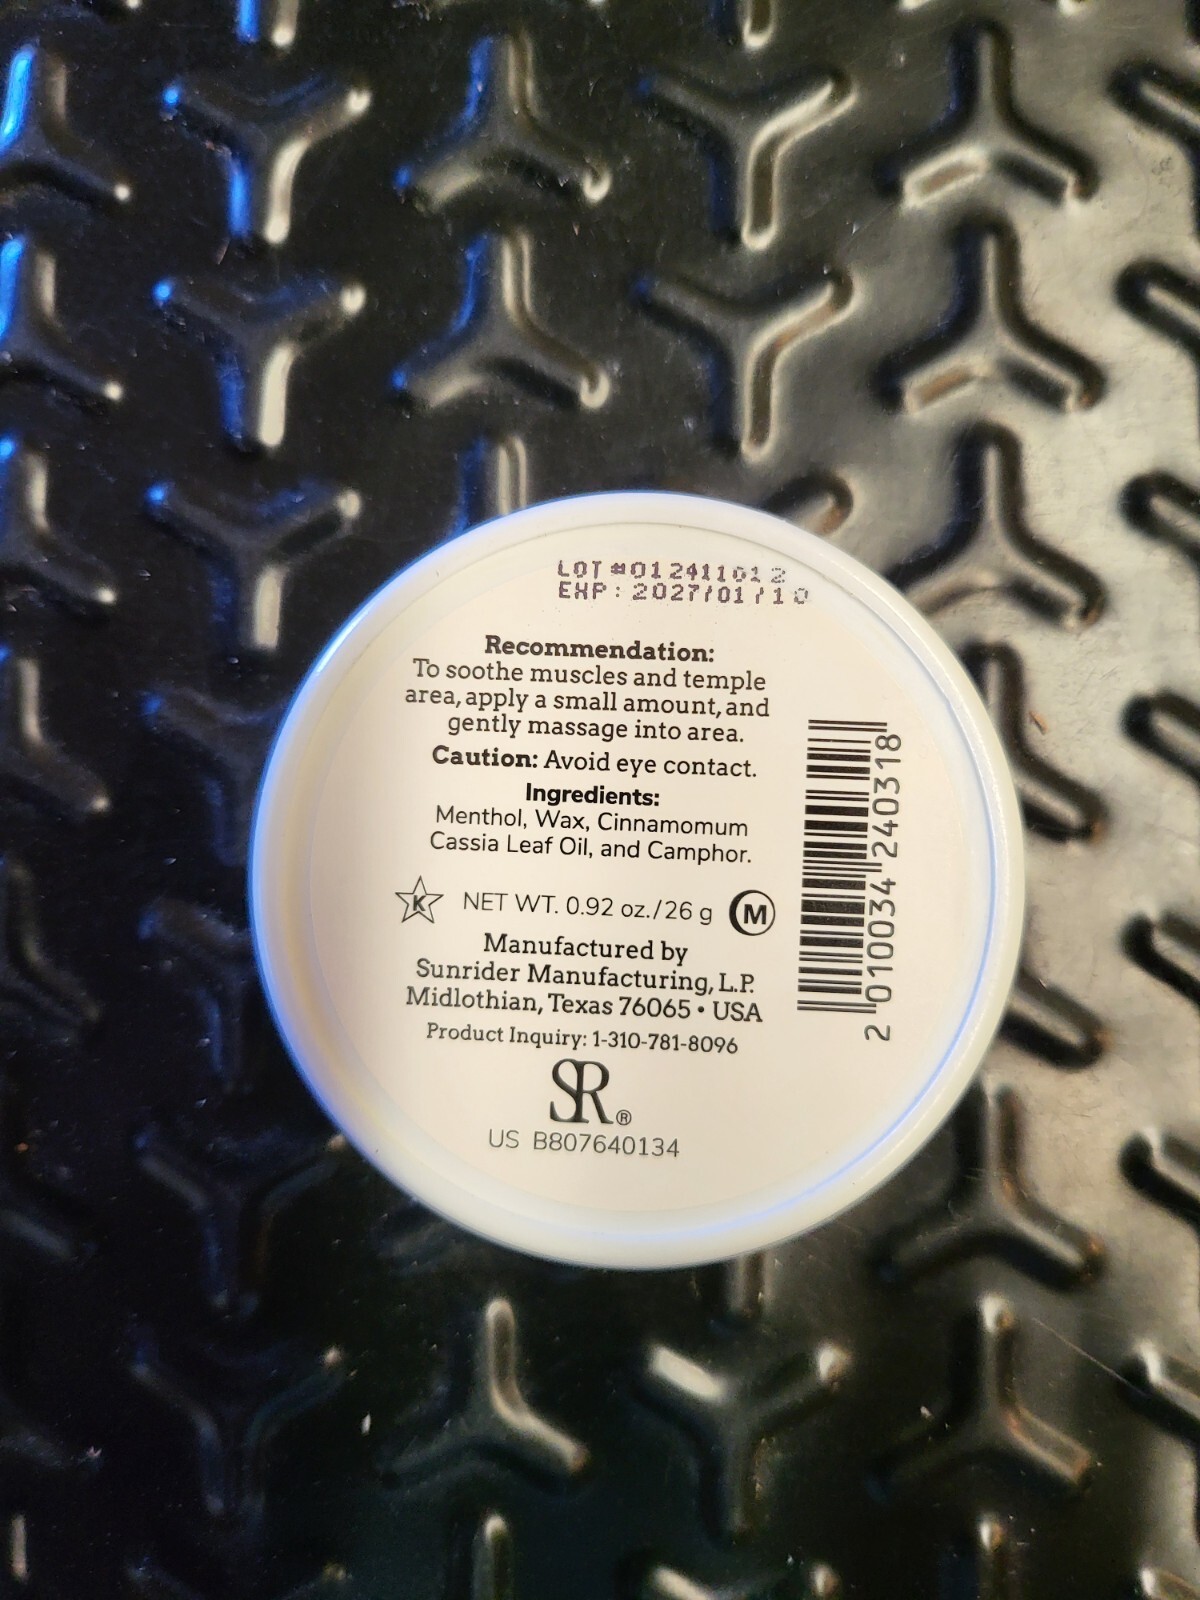 LOT #012411012
EXP: 2027/01/10
Recommendation:
To soothe muscles and temple
area, apply a small amount, and
gently massage into area.
Caution: Avoid eye contact.
Ingredients:
Menthol, Wax, Cinnamomum
Cassia Leaf Oil, and Camphor.
K NET WT. 0.92 oz./26 g M
Manufactured by
Sunrider Manufacturing, L.P.
Midlothian, Texas 76065 • USA
Product Inquiry: 1-310-781-8096
SR®
US B807640134
2 010034 240318